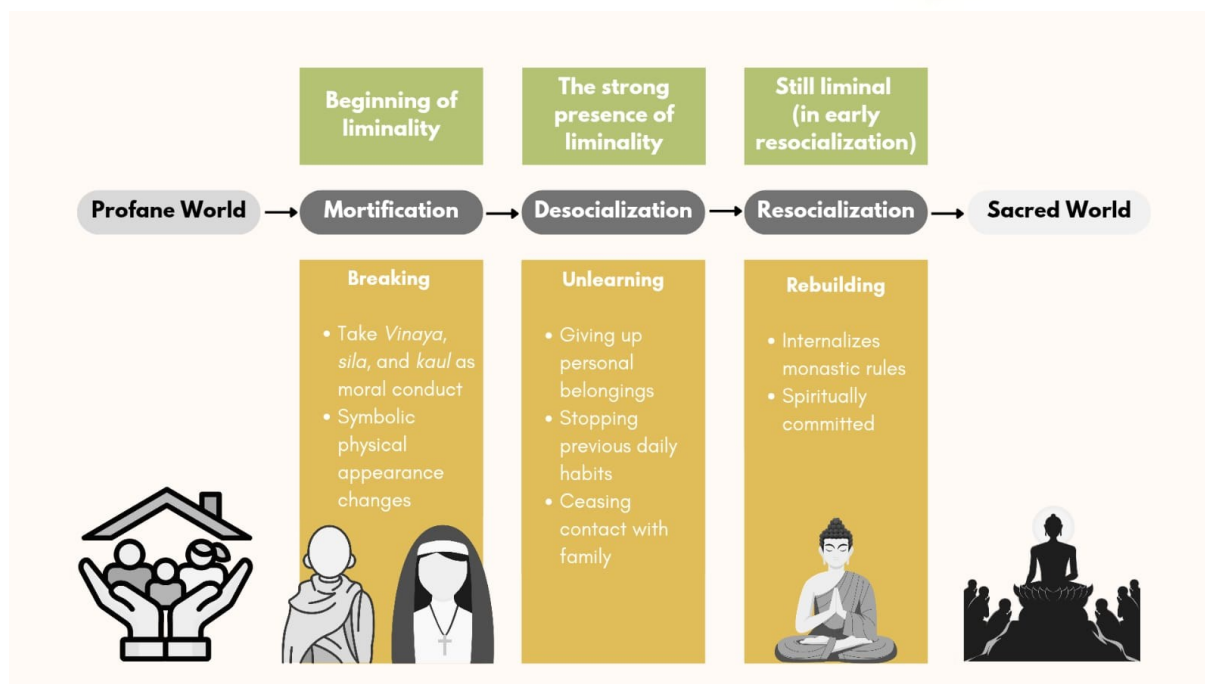 Beginning of
liminality
The strong
presence of
liminality
Still liminal
(in early
resocialization)
Profane World
Mortification
Desocialization
Resocialization
Sacred World
Breaking
• Take Vinaya,
sila, and kaul as
moral conduct
• Symbolic
physical
appearance
changes
Unlearning
• Giving up
personal
belongings
• Stopping
previous daily
habits
• Ceasing
contact with
family
Rebuilding
• Internalizes
monastic rules
• Spiritually
committed